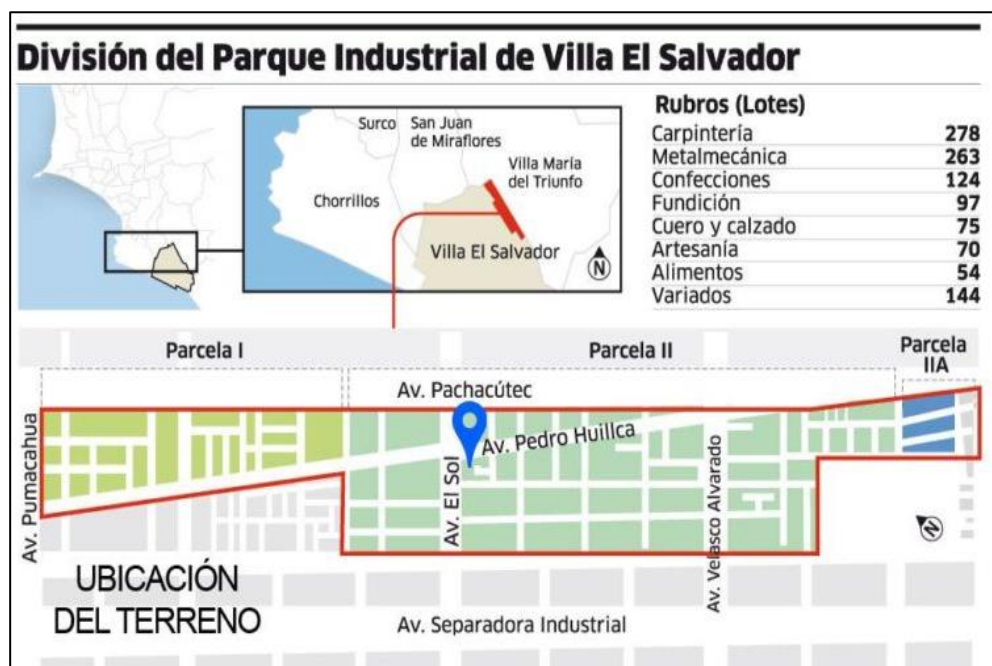 División del Parque Industrial de Villa El Salvador
Surco
San Juan
de Miraflores
Villa María
del Triunfo
Chorrillos
Villa El Salvador
N
Rubros (Lotes)
Carpintería 278
Metalmecánica 263
Confecciones 124
Fundición 97
Cuero y calzado 75
Artesanía 70
Alimentos 54
Variados 144
Parcela I
Parcela II
Parcela
IIA
Av. Pachacútec
Av. Pedro Huillca
Av. Pumacahua
Av. El Sol
Av. Velasco Alvarado
N
UBICACIÓN
DEL TERRENO
Av. Separadora Industrial